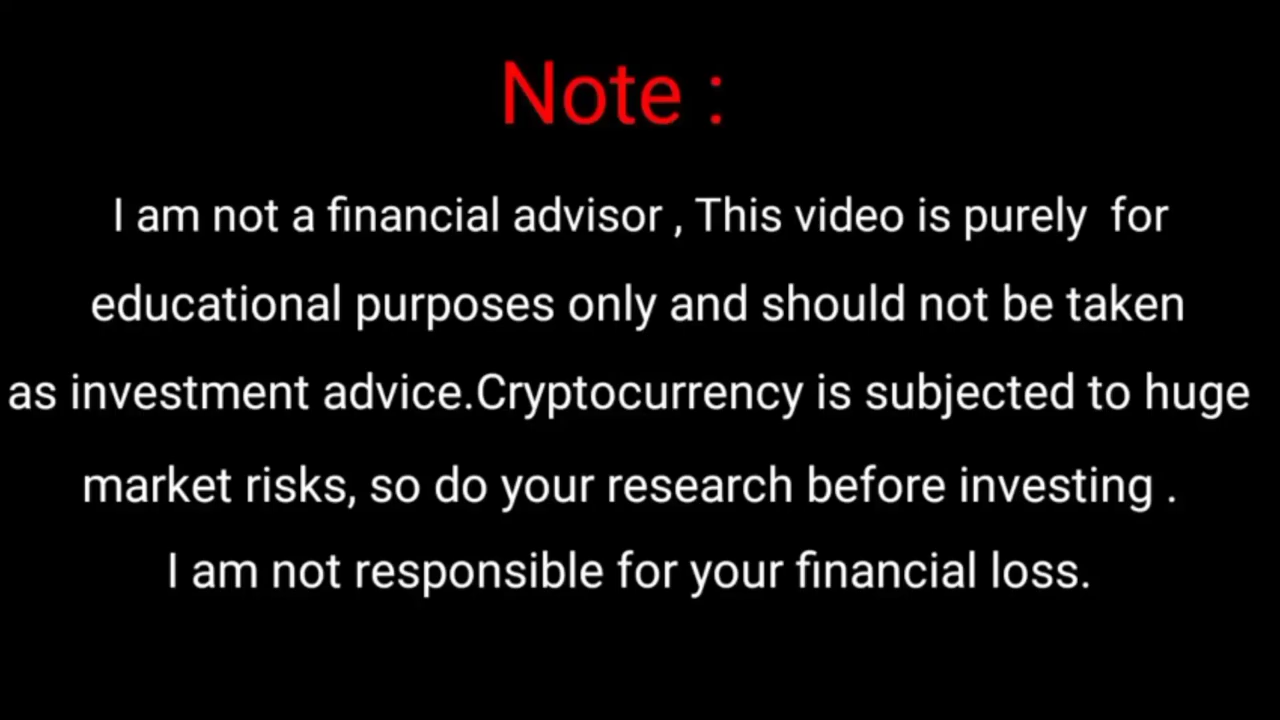 Note :
I am not a financial advisor , This video is purely  for
educational purposes only and should not be taken
as investment advice.Cryptocurrency is subjected to huge
market risks, so do your research before investing .
I am not responsible for your financial loss.